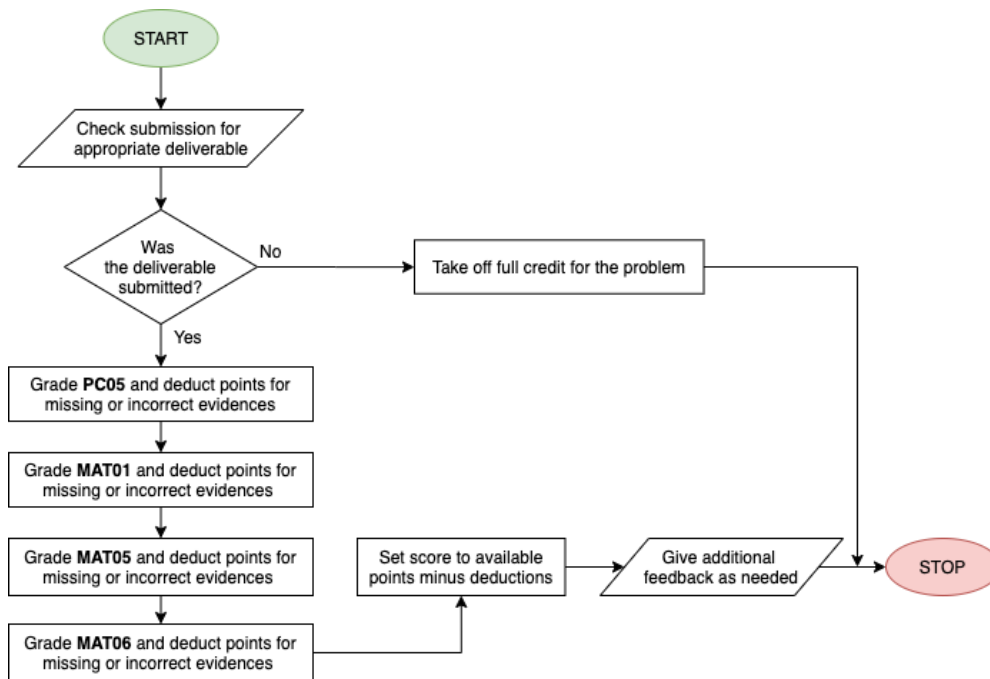 START
Check submission for
appropriate deliverable
Was
the deliverable
submitted?
No
Take off full credit for the problem
Yes
Grade PC05 and deduct points for
missing or incorrect evidences
Grade MAT01 and deduct points for
missing or incorrect evidences
Grade MAT05 and deduct points for
missing or incorrect evidences
Grade MAT06 and deduct points for
missing or incorrect evidences
Set score to available
points minus deductions
Give additional
feedback as needed
STOP